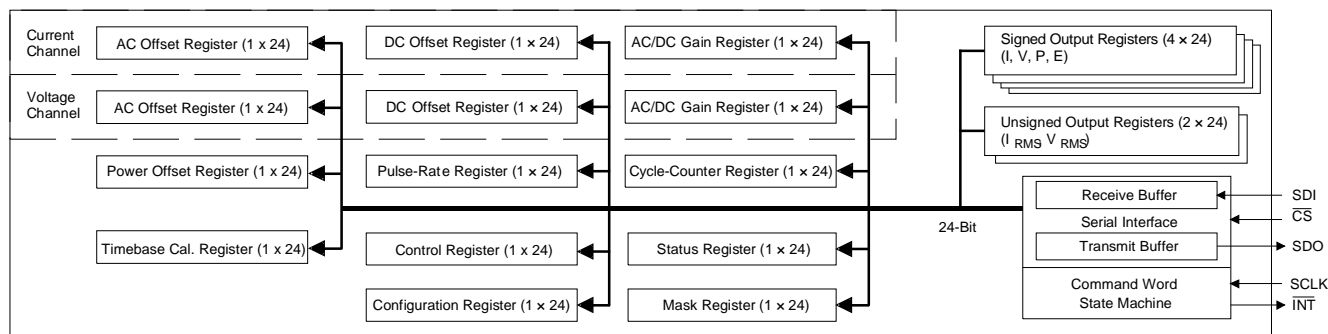 Current
Channel
AC Offset Register (1 x 24)
DC Offset Register (1 × 24)
AC/DC Gain Register (1 × 24)
Signed Output Registers (4 × 24)
(I, V, P, E)
Voltage
Channel
AC Offset Register (1 x 24)
DC Offset Register (1 × 24)
AC/DC Gain Register (1 × 24)
Unsigned Output Registers (2 × 24)
(I RMS, V RMS)
Power Offset Register (1 × 24)
Pulse-Rate Register (1 × 24)
Cycle-Counter Register (1 × 24)
Receive Buffer
SDI
24-Bit
Serial Interface
CS
Timebase Cal. Register (1 × 24)
Control Register (1 x 24)
Status Register (1 × 24)
Transmit Buffer
SDO
Configuration Register (1 × 24)
Mask Register (1 × 24)
Command Word
State Machine
SCLK
INT